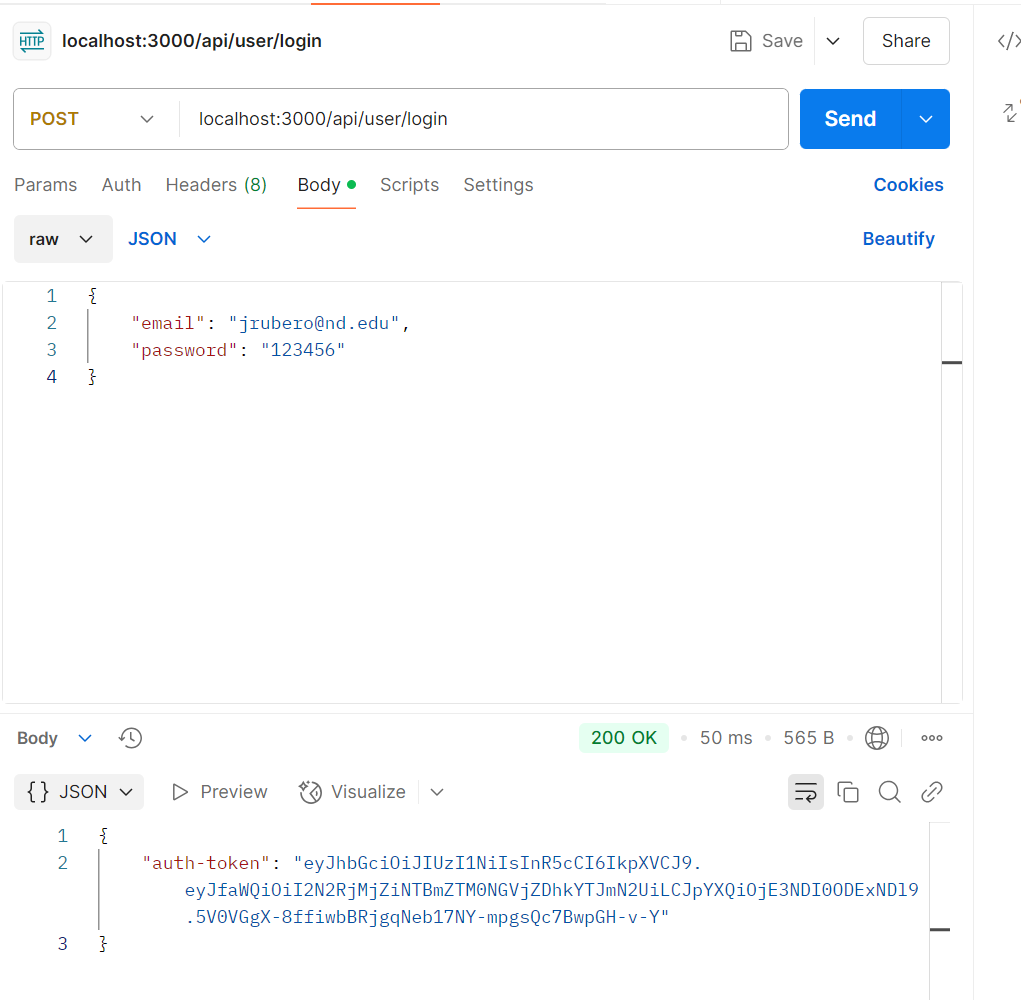 HTTP localhost:3000/api/user/login Save Share
POST localhost:3000/api/user/login Send
Params Auth Headers (8) Body Scripts Settings Cookies
raw JSON Beautify
1 {
2 "email": "jrubero@nd.edu",
3 "password": "123456"
4 }
Body 200 OK 50 ms 565 B
{} JSON Preview Visualize
1 {
2 "auth-token": "eyJhbGciOiJIUzI1NiIsInR5cCI6IkpXVCJ9.
eyJfaWQiOiI2N2RjMjZiNTBmZTM0NGVjZDhkYTJmN2UiLCJpYXQiOjE3NDI0ODExNDl9
.5V0VGgX-8ffiwbBRjgqNeb17NY-mpgsQc7BwpGH-v-Y"
3 }